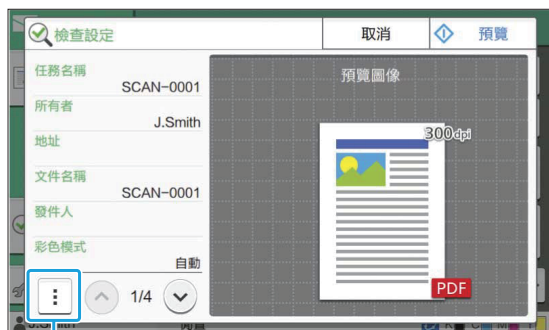 檢查設定
取消
預覽
任務名稱
SCAN-0001
所有者
J.Smith
地址
文件名稱
SCAN-0001
發件人
彩色模式
自動
1/4
預覽圖像
300dpi
PDF